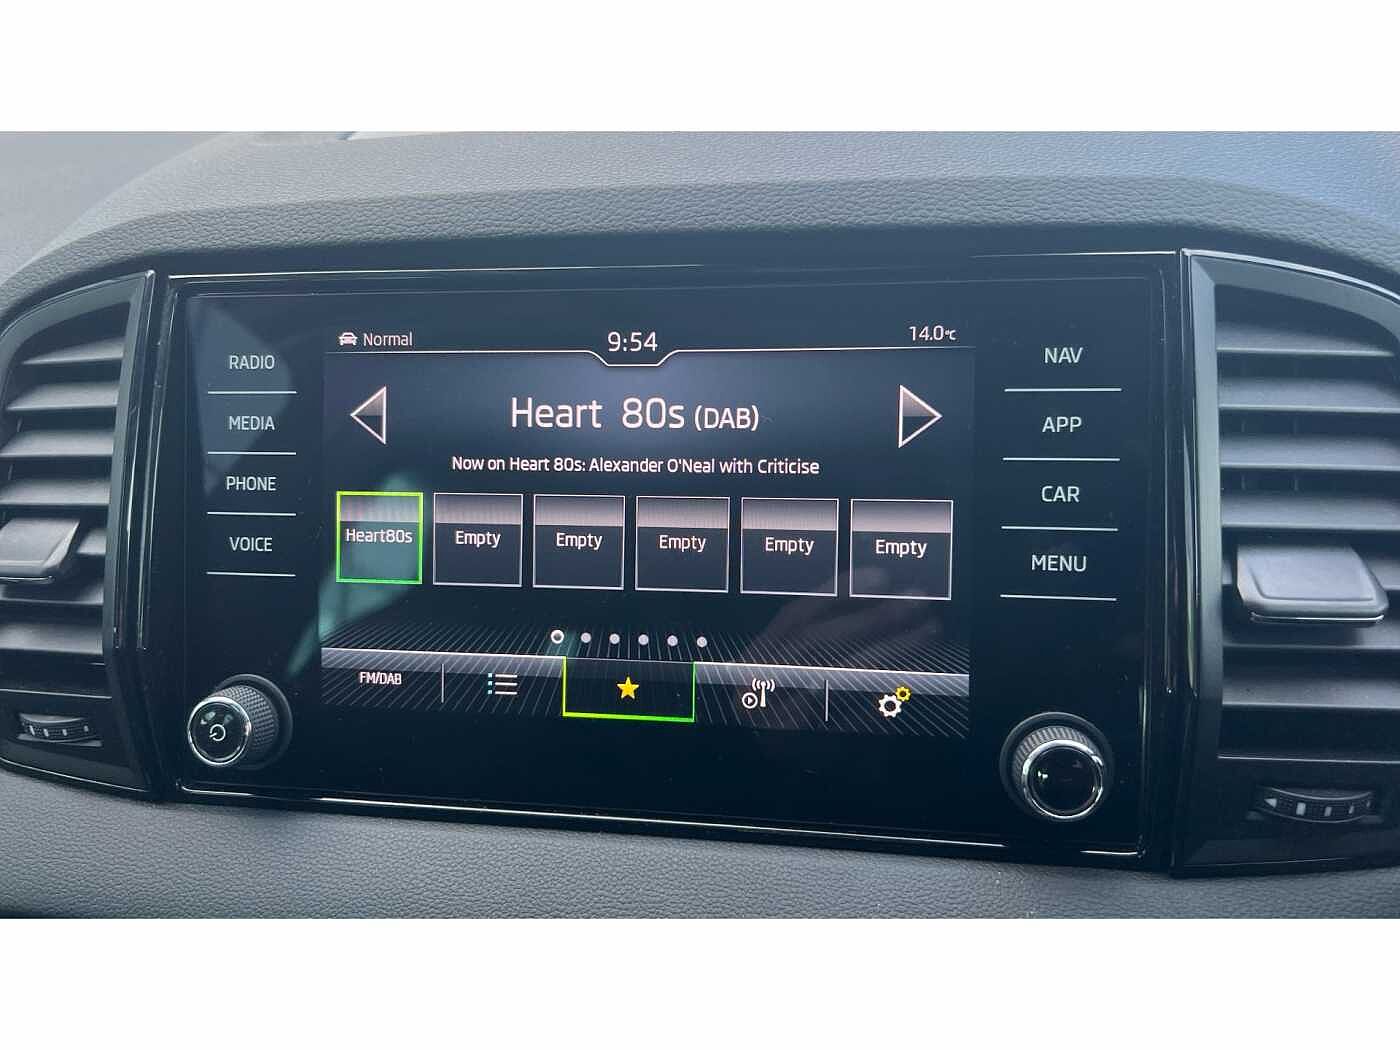 Normal
9:54
14.0°C
RADIO
MEDIA
PHONE
VOICE
Heart 80s (DAB)
Now on Heart 80s: Alexander O'Neal with Criticise
Heart80s
Empty
Empty
Empty
Empty
Empty
FM/DAB
NAV
APP
CAR
MENU